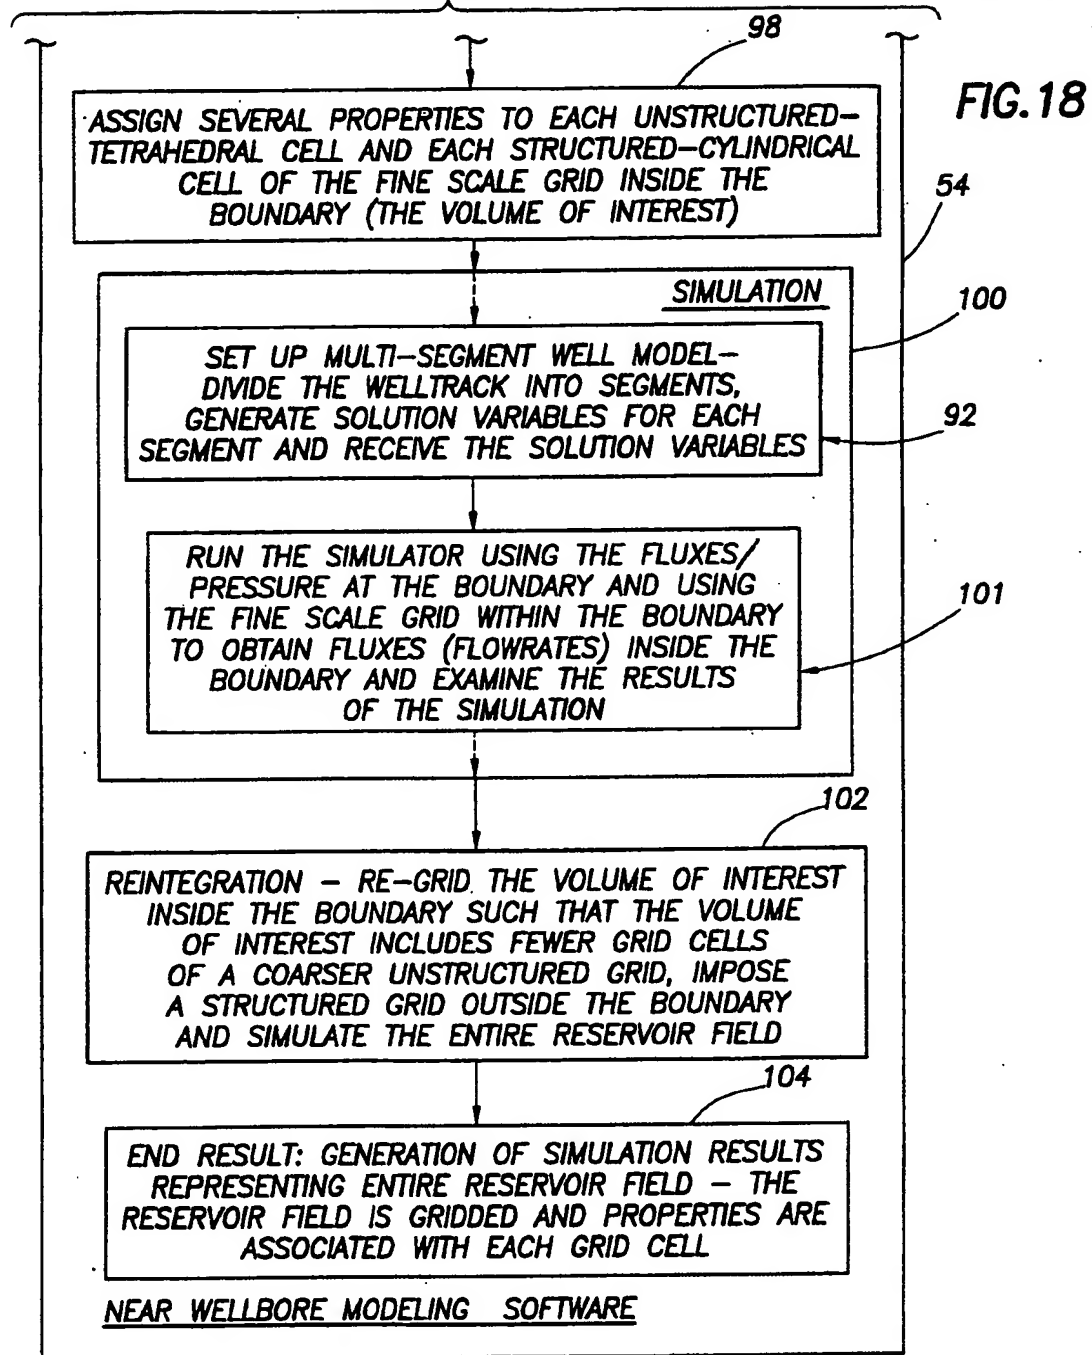 98
FIG.18
ASSIGN SEVERAL PROPERTIES TO EACH UNSTRUCTURED-
TETRAHEDRAL CELL AND EACH STRUCTURED-CYLINDRICAL
CELL OF THE FINE SCALE GRID INSIDE THE
BOUNDARY (THE VOLUME OF INTEREST)
54
SIMULATION
100
SET UP MULTI-SEGMENT WELL MODEL-
DIVIDE THE WELLTRACK INTO SEGMENTS,
GENERATE SOLUTION VARIABLES FOR EACH
SEGMENT AND RECEIVE THE SOLUTION VARIABLES
92
RUN THE SIMULATOR USING THE FLUXES/
PRESSURE AT THE BOUNDARY AND USING
THE FINE SCALE GRID WITHIN THE BOUNDARY
TO OBTAIN FLUXES (FLOWRATES) INSIDE THE
BOUNDARY AND EXAMINE THE RESULTS
OF THE SIMULATION
101
102
REINTEGRATION - RE-GRID THE VOLUME OF INTEREST
INSIDE THE BOUNDARY SUCH THAT THE VOLUME
OF INTEREST INCLUDES FEWER GRID CELLS
OF A COARSER UNSTRUCTURED GRID, IMPOSE
A STRUCTURED GRID OUTSIDE THE BOUNDARY
AND SIMULATE THE ENTIRE RESERVOIR FIELD
104
END RESULT: GENERATION OF SIMULATION RESULTS
REPRESENTING ENTIRE RESERVOIR FIELD - THE
RESERVOIR FIELD IS GRIDDED AND PROPERTIES ARE
ASSOCIATED WITH EACH GRID CELL
NEAR WELLBORE MODELING SOFTWARE